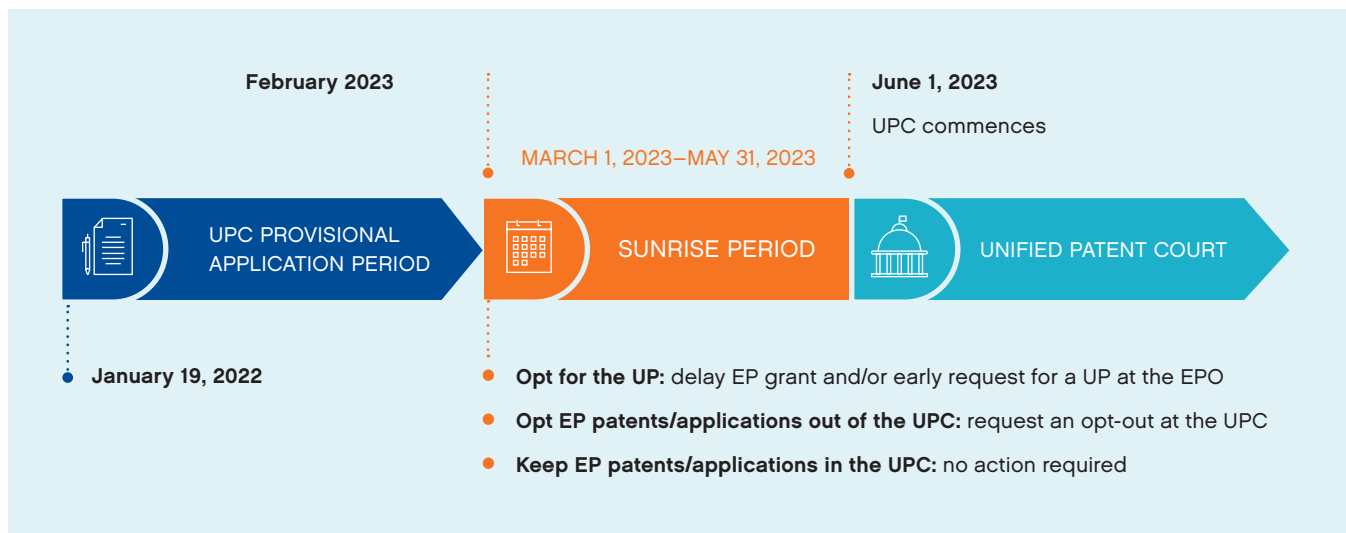 February 2023
June 1, 2023
UPC commences
MARCH 1, 2023–MAY 31, 2023
UPC PROVISIONAL
APPLICATION PERIOD
SUNRISE PERIOD
UNIFIED PATENT COURT
January 19, 2022
Opt for the UP: delay EP grant and/or early request for a UP at the EPO
Opt EP patents/applications out of the UPC: request an opt-out at the UPC
Keep EP patents/applications in the UPC: no action required